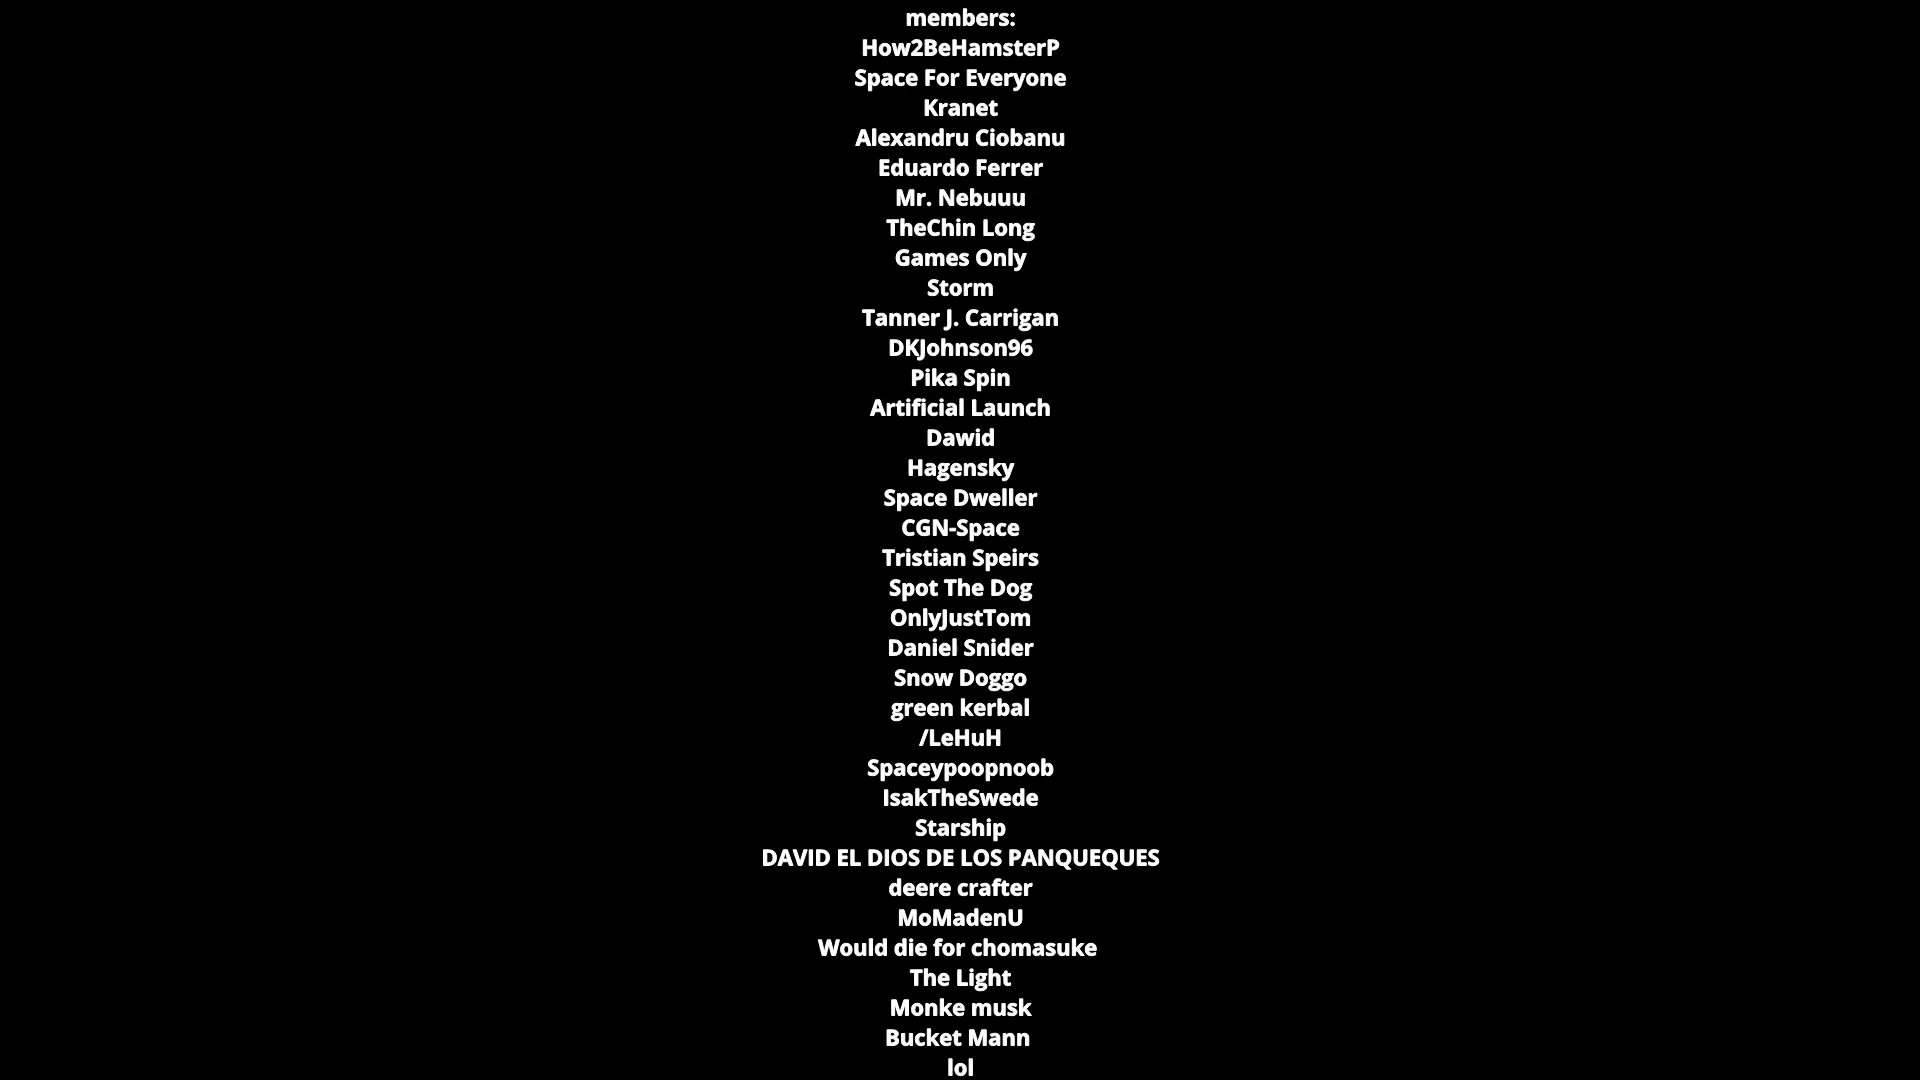 members:
How2BeHamsterP
Space For Everyone
Kranet
Alexandru Ciobanu
Eduardo Ferrer
Mr. Nebuuu
TheChin Long
Games Only
Storm
Tanner J. Carrigan
DKJohnson96
Pika Spin
Artificial Launch
Dawid
Hagensky
Space Dweller
CGN-Space
Tristian Speirs
Spot The Dog
OnlyJustTom
Daniel Snider
Snow Doggo
green kerbal
/LeHuH
Spaceypoopnoob
IsakTheSwede
Starship
DAVID EL DIOS DE LOS PANQUEQUES
deere crafter
MoMadenU
Would die for chomasuke
The Light
Monke musk
Bucket Mann
lol